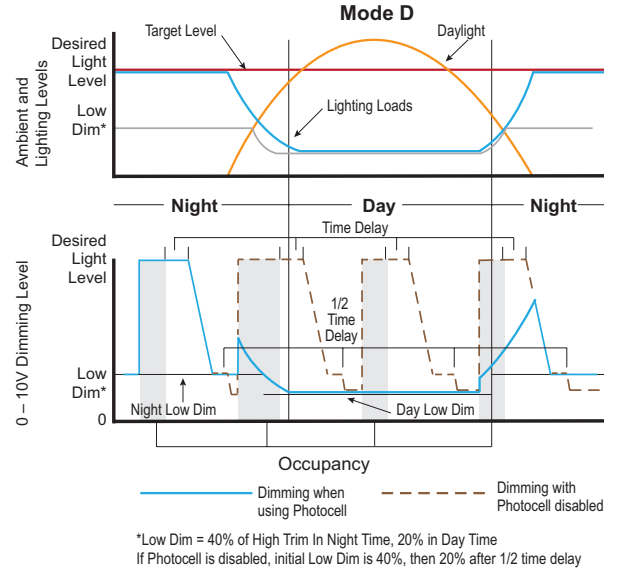 Mode D
Desired
Light
Level
Target Level
Daylight
Ambient and
Lighting Levels
Lighting Loads
Low
Dim*
Night
Day
Night
Desired
Light
Level
Time Delay
0 – 10V Dimming Level
1/2
Time
Delay
Low
Dim*
Night Low Dim
Day Low Dim
0
Occupancy
Dimming when
using Photocell
Dimming with
Photocell disabled
*Low Dim = 40% of High Trim In Night Time, 20% in Day Time
If Photocell is disabled, initial Low Dim is 40%, then 20% after 1/2 time delay